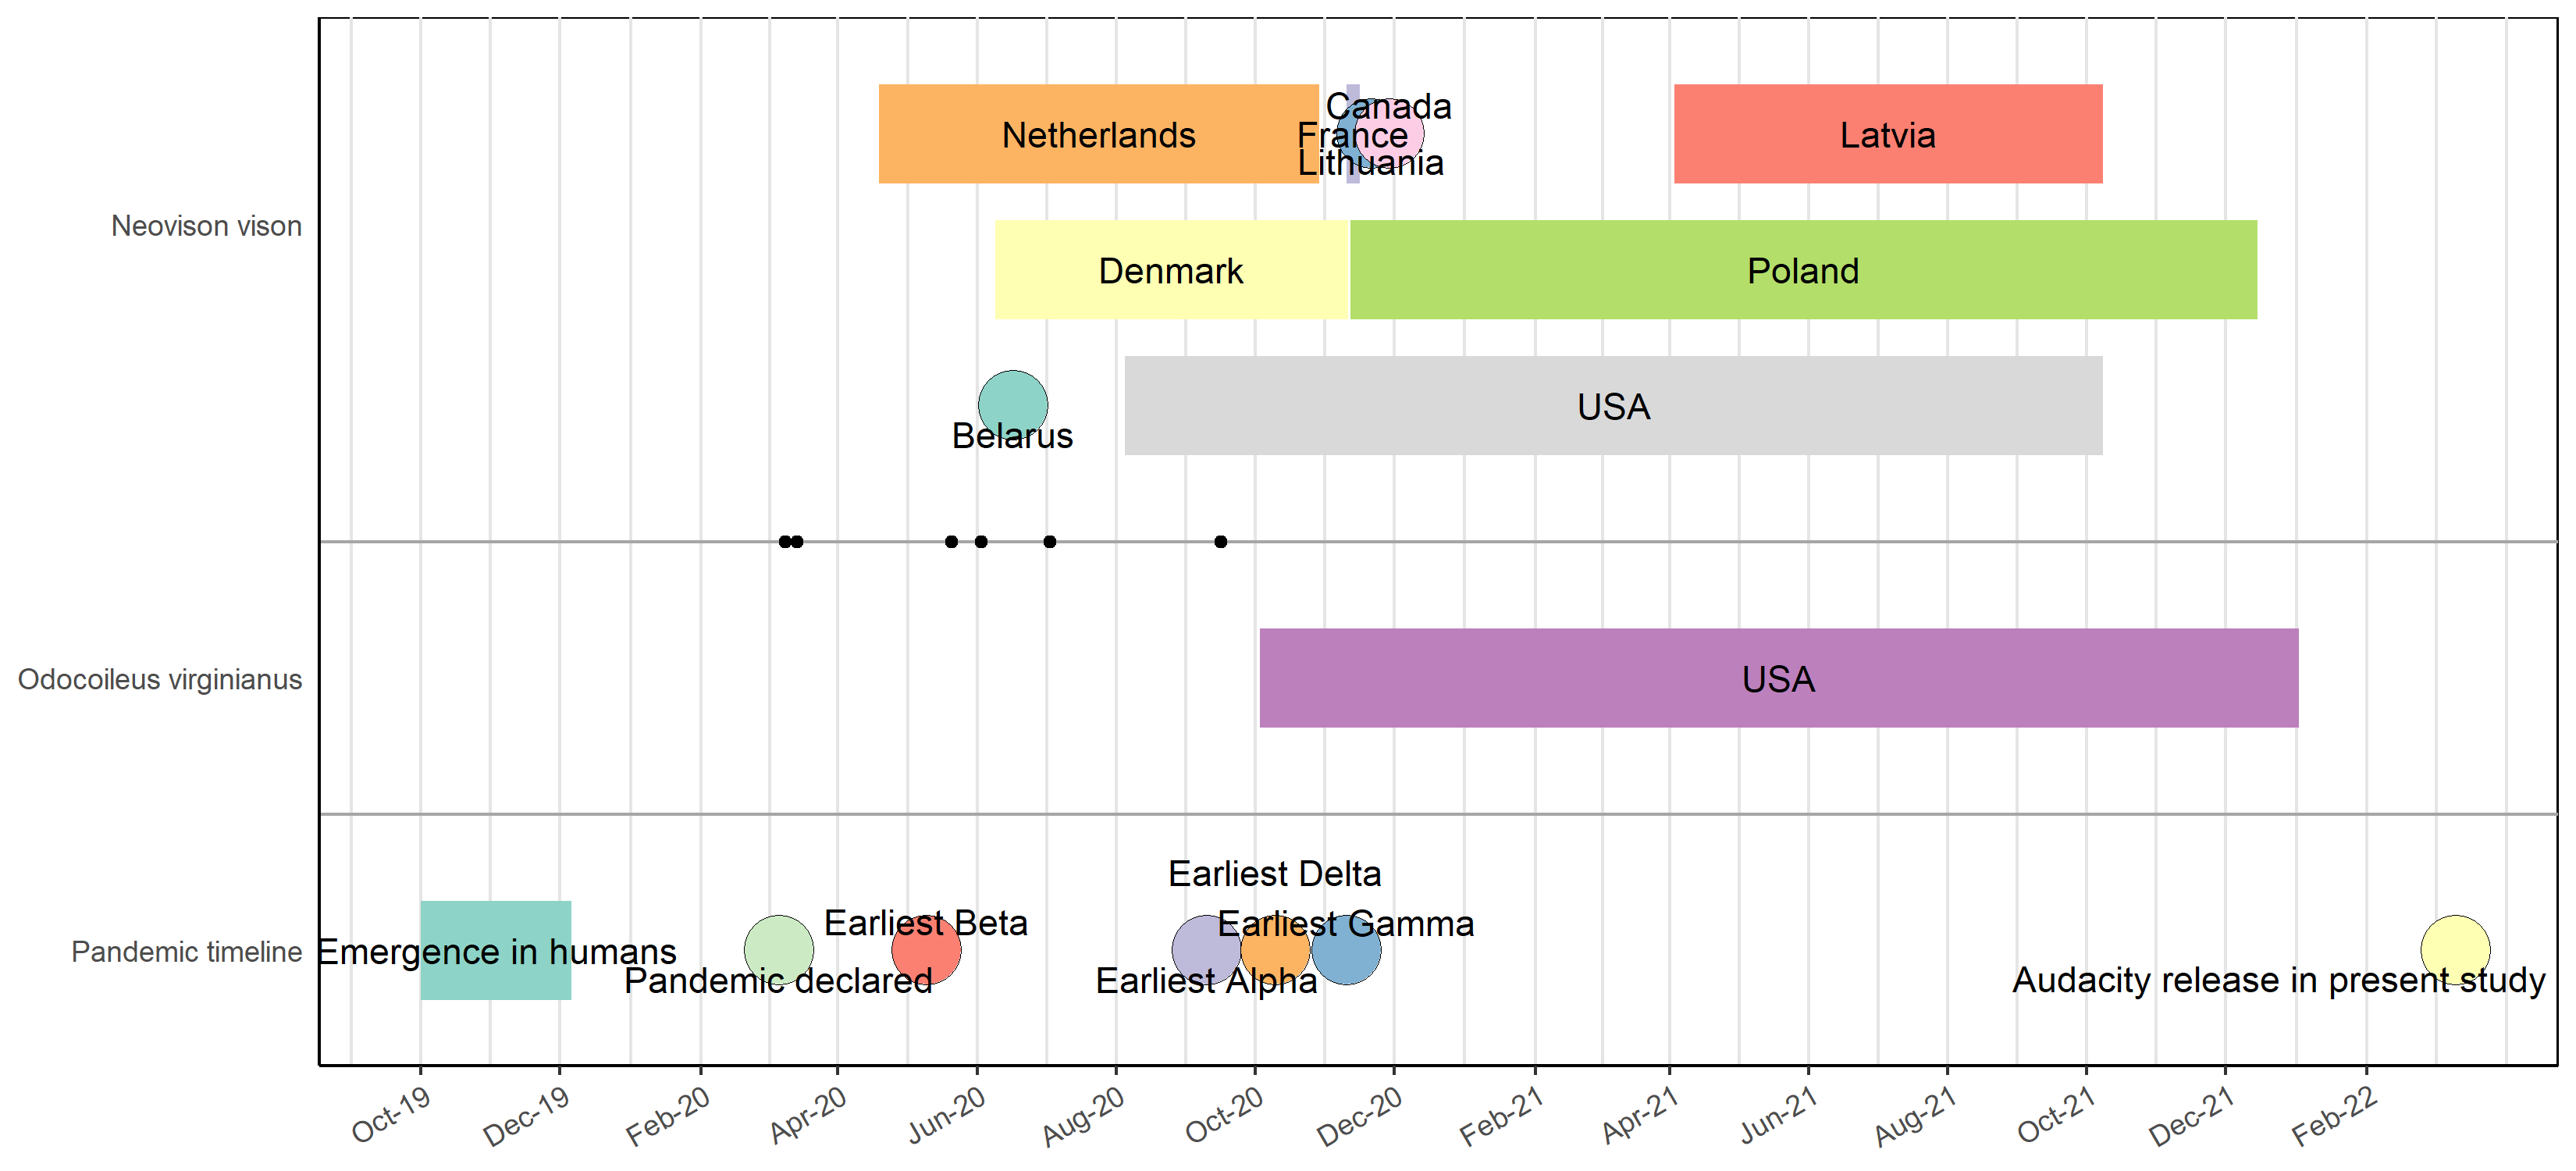 Canada
Netherlands
France
Latvia
Lithuania
Neovison vison
Denmark
Poland
USA
Belarus
Odocoileus virginianus
USA
Earliest Delta
Earliest Beta
Earliest Gamma
Pandemic timeline
Emergence in humans
Pandemic declared
Earliest Alpha
Audacity release in present study
Oct-19
Dec-19
Feb-20
Apr-20
Jun-20
Aug-20
Oct-20
Dec-20
Feb-21
Apr-21
Jun-21
Aug-21
Oct-21
Dec-21
Feb-22